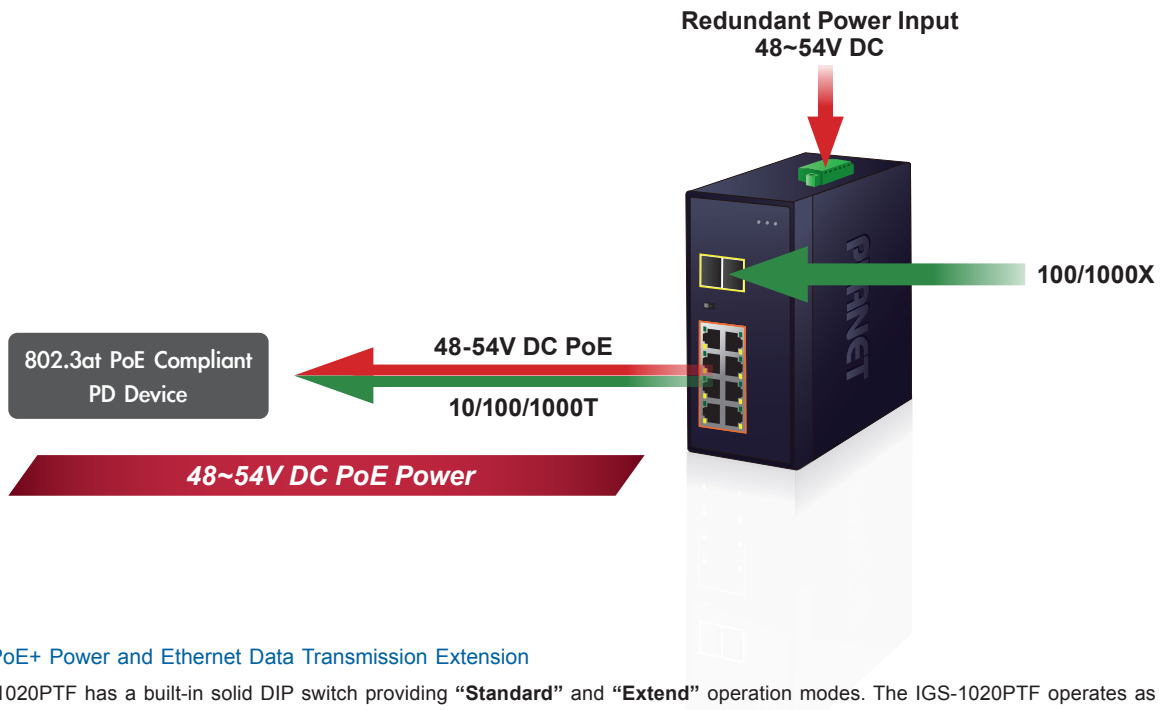 Redundant Power Input
48~54V DC
PLANET
100/1000X
48-54V DC PoE
10/100/1000T
802.3at PoE Compliant
PD Device
48~54V DC PoE Power
PoE+ Power and Ethernet Data Transmission Extension
1020PTF has a built-in solid DIP switch providing “Standard” and “Extend” operation modes. The IGS-1020PTF operates as